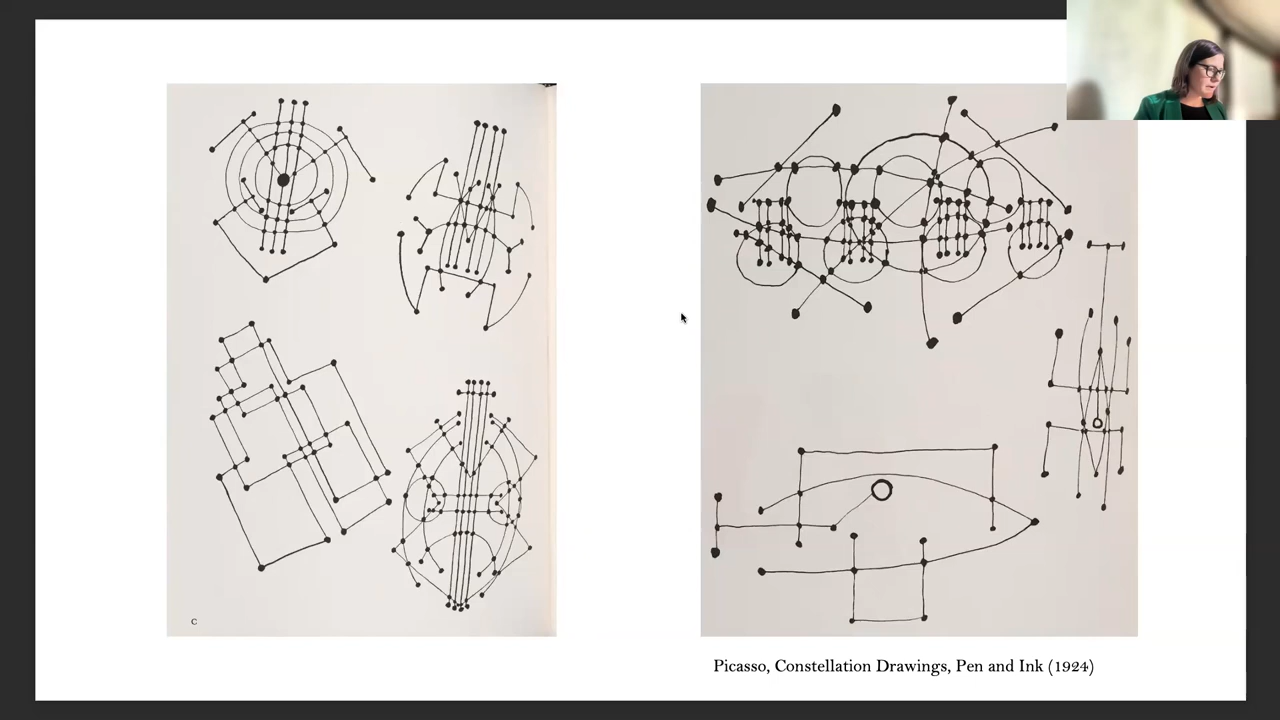 C
Picasso, Constellation Drawings, Pen and Ink (1924)